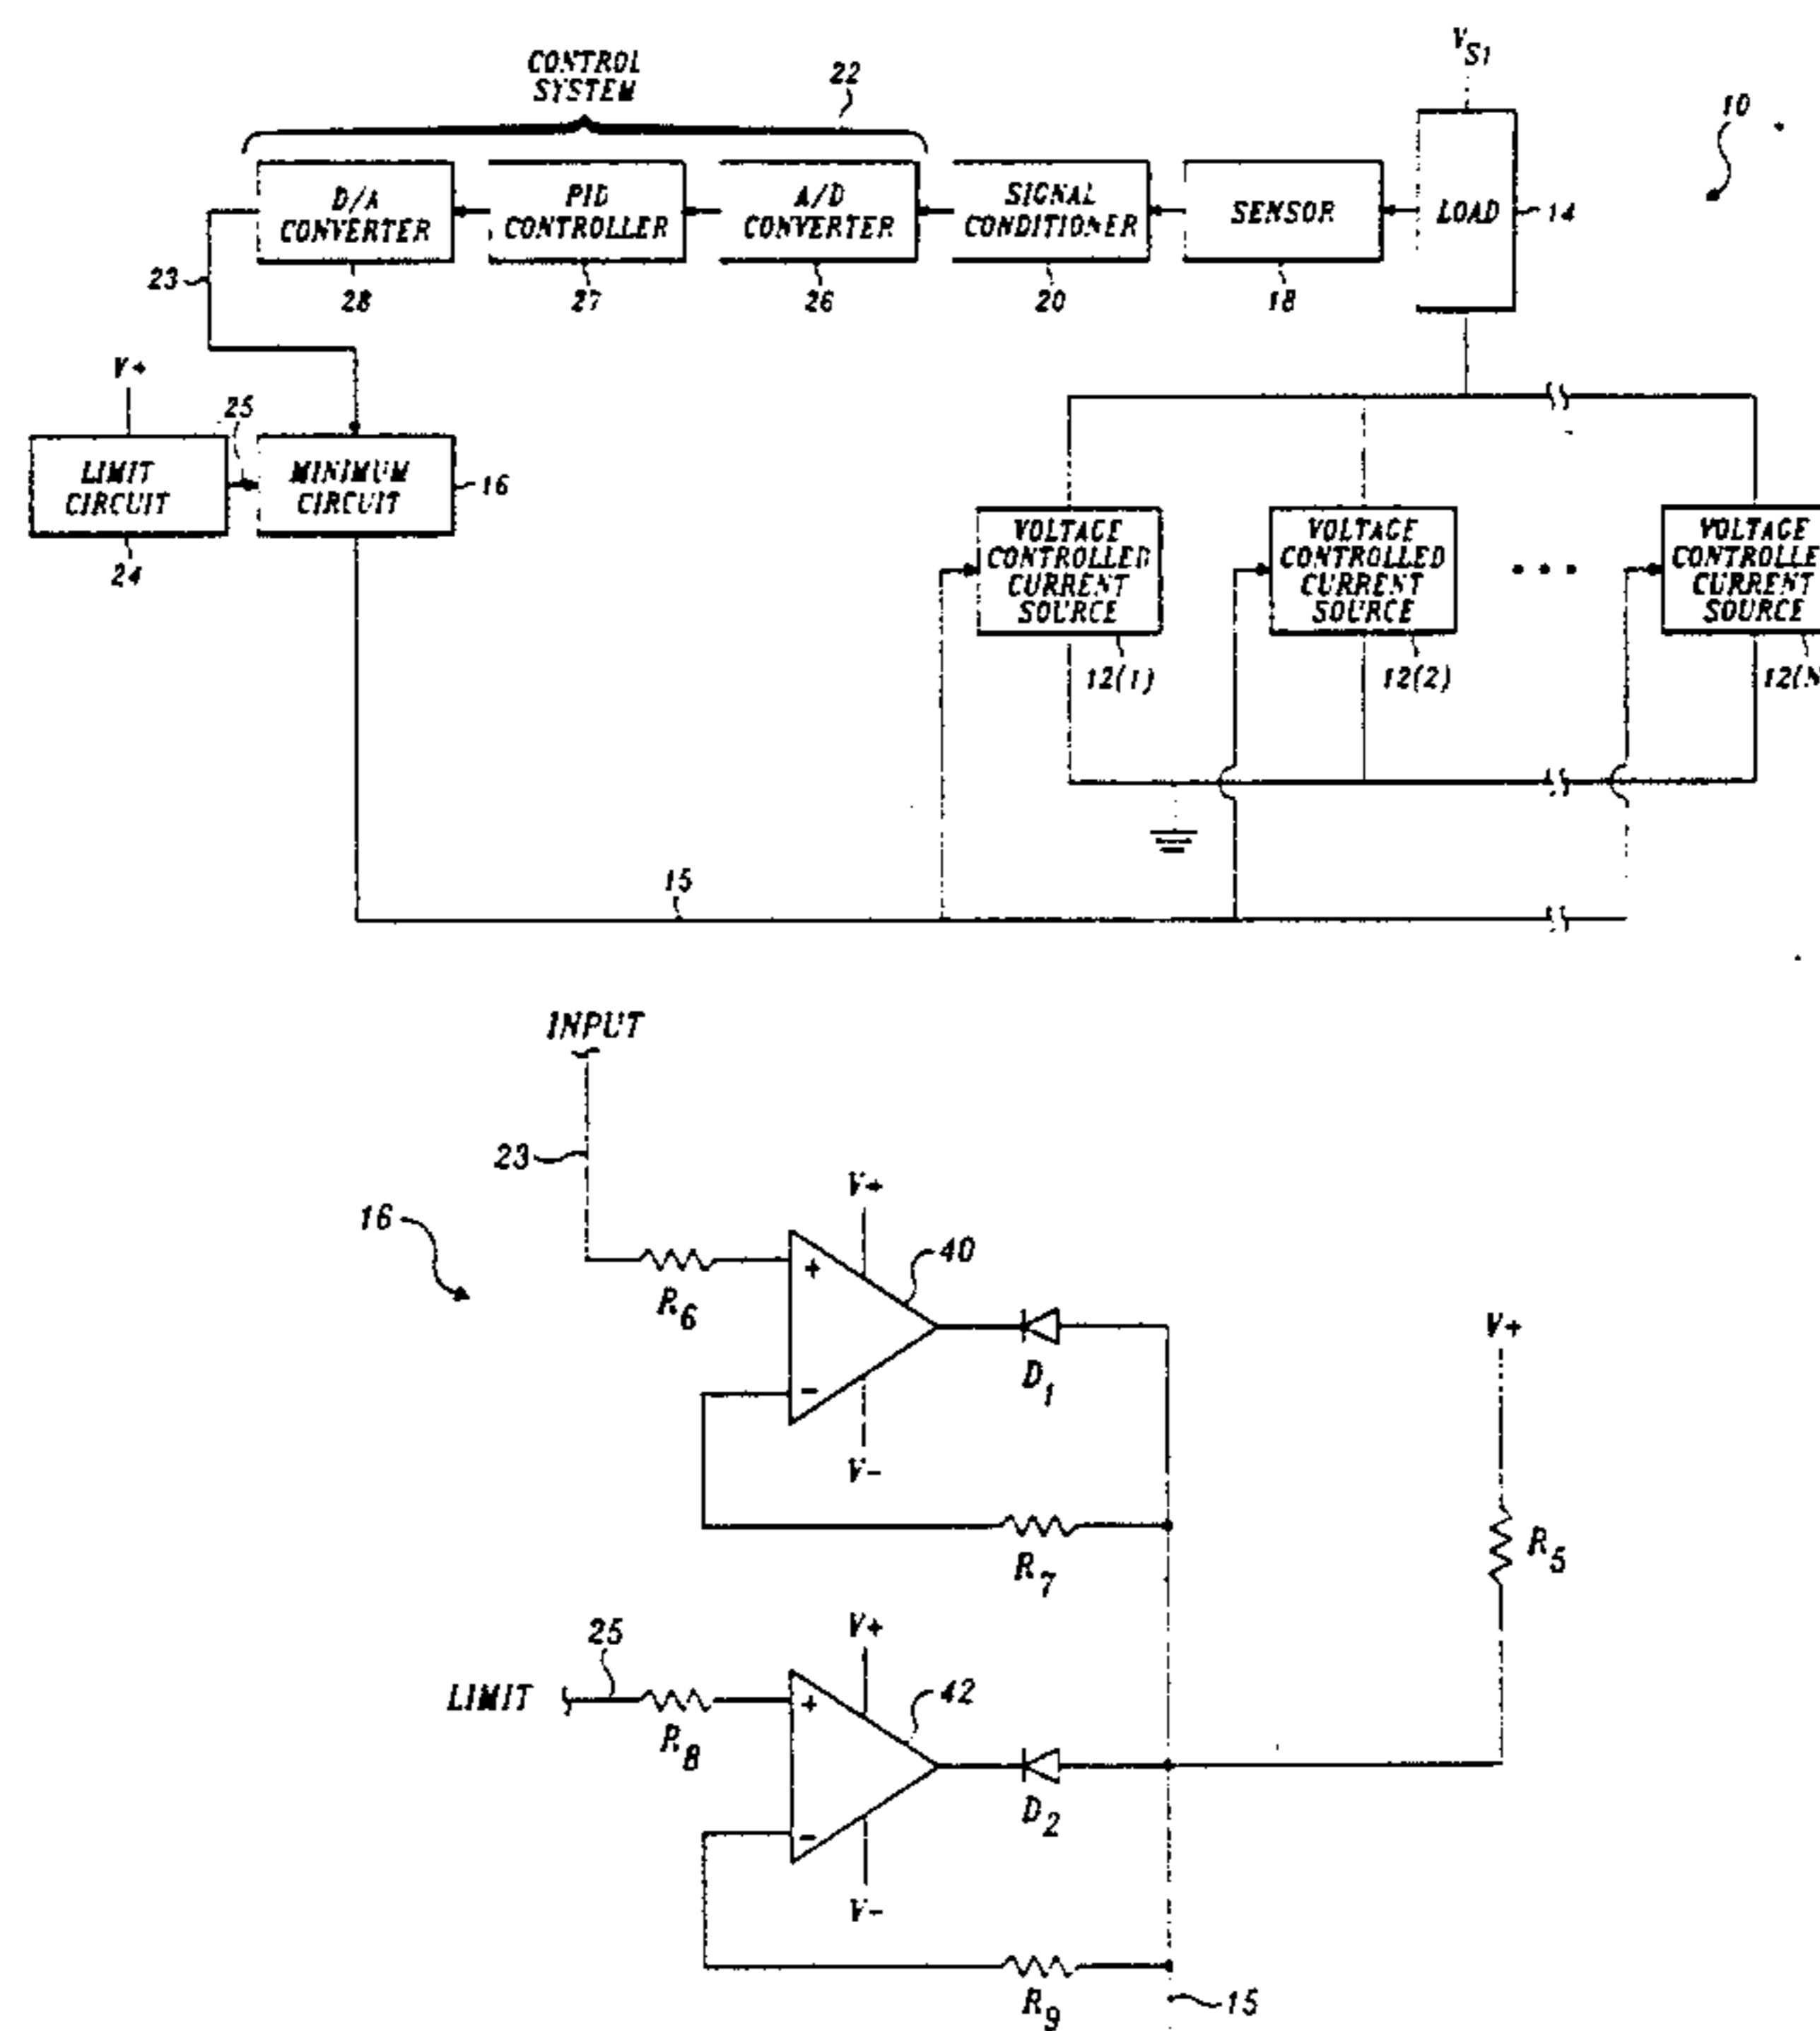 CONTROL
SYSTEM
22
V_S1
10
D/A
CONVERTER
PID
CONTROLLER
A/D
CONVERTER
SIGNAL
CONDITIONER
SENSOR
LOAD
14
23
28
27
26
20
18
V+
25
LIMIT
CIRCUIT
MINIMUM
CIRCUIT
16
24
VOLTAGE
CONTROLLED
CURRENT
SOURCE
VOLTAGE
CONTROLLED
CURRENT
SOURCE
• • •
VOLTAGE
CONTROLLE
CURRENT
SOURCE
12(1)
12(2)
12(N
15
INPUT
23
V+
16
40
+
R6
V+
D1
-
V-
R5
R7
25
V+
LIMIT
42
+
R8
D2
-
V-
R9
15